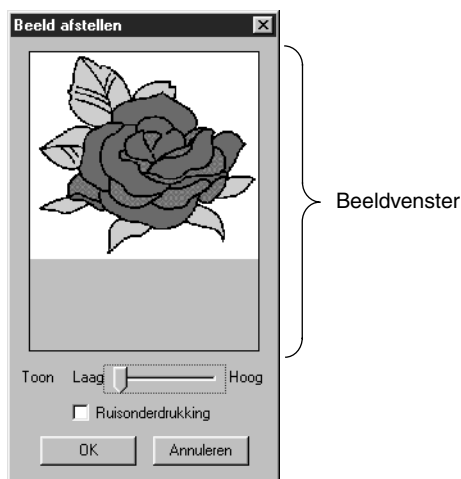 Beeld afstellen
Beeldvenster
Toon Laag Hoog
Ruisonderdrukking
OK Annuleren